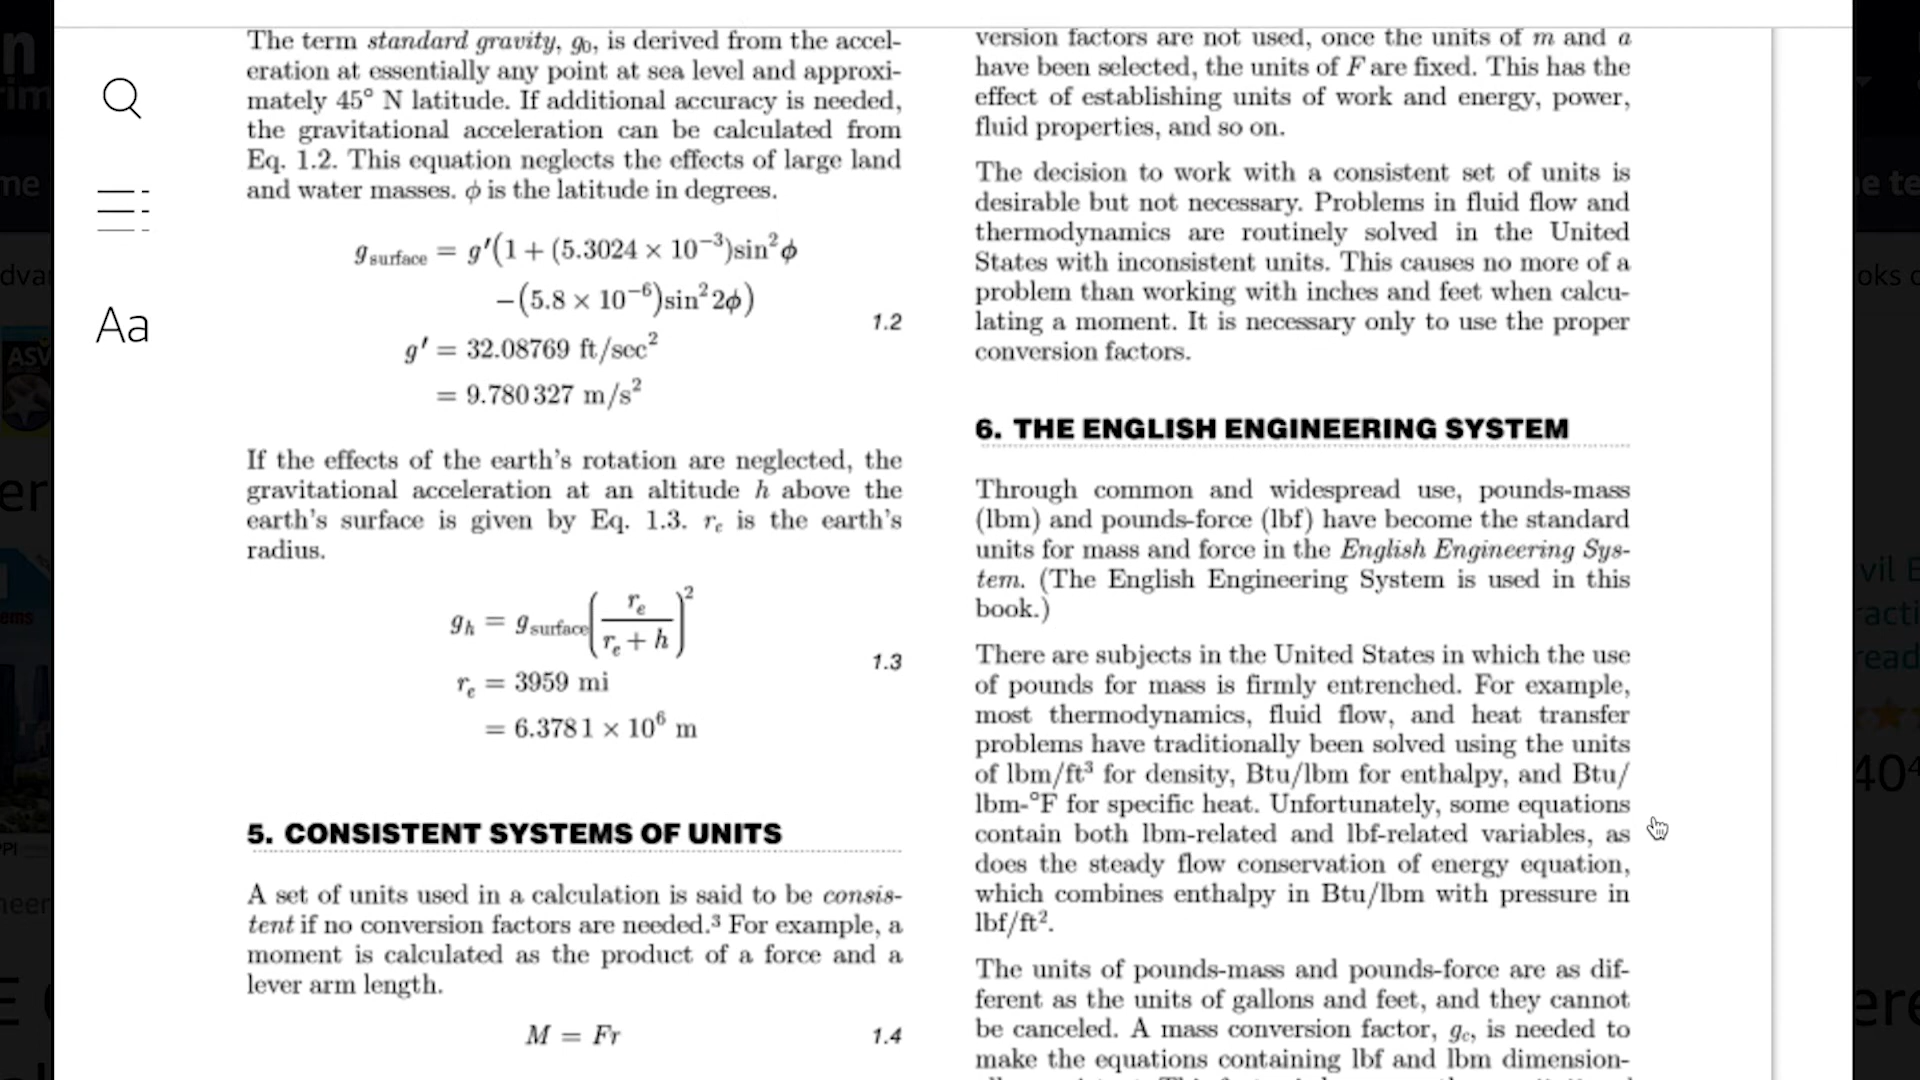 The term standard gravity, g₀, is derived from the accel-
eration at essentially any point at sea level and approxi-
mately 45° N latitude. If additional accuracy is needed,
the gravitational acceleration can be calculated from
Eq. 1.2. This equation neglects the effects of large land
and water masses. ϕ is the latitude in degrees.
g_surface = g′(1 + (5.3024 × 10⁻³)sin²ϕ
−(5.8 × 10⁻⁶)sin²2ϕ)
1.2
g′ = 32.08769 ft/sec²
= 9.780 327 m/s²
If the effects of the earth's rotation are neglected, the
gravitational acceleration at an altitude h above the
earth's surface is given by Eq. 1.3. rₑ is the earth's
radius.
g_h = g_surface(rₑ/(rₑ + h))²
1.3
rₑ = 3959 mi
= 6.3781 × 10⁶ m
5. CONSISTENT SYSTEMS OF UNITS
A set of units used in a calculation is said to be consis-
tent if no conversion factors are needed.³ For example, a
moment is calculated as the product of a force and a
lever arm length.
M = Fr
1.4
version factors are not used, once the units of m and a
have been selected, the units of F are fixed. This has the
effect of establishing units of work and energy, power,
fluid properties, and so on.
The decision to work with a consistent set of units is
desirable but not necessary. Problems in fluid flow and
thermodynamics are routinely solved in the United
States with inconsistent units. This causes no more of a
problem than working with inches and feet when calcu-
lating a moment. It is necessary only to use the proper
conversion factors.
6. THE ENGLISH ENGINEERING SYSTEM
Through common and widespread use, pounds-mass
(lbm) and pounds-force (lbf) have become the standard
units for mass and force in the English Engineering Sys-
tem. (The English Engineering System is used in this
book.)
There are subjects in the United States in which the use
of pounds for mass is firmly entrenched. For example,
most thermodynamics, fluid flow, and heat transfer
problems have traditionally been solved using the units
of lbm/ft³ for density, Btu/lbm for enthalpy, and Btu/
lbm-°F for specific heat. Unfortunately, some equations
contain both lbm-related and lbf-related variables, as
does the steady flow conservation of energy equation,
which combines enthalpy in Btu/lbm with pressure in
lbf/ft².
The units of pounds-mass and pounds-force are as dif-
ferent as the units of gallons and feet, and they cannot
be canceled. A mass conversion factor, g_c, is needed to
make the equations containing lbf and lbm dimension-
Aa